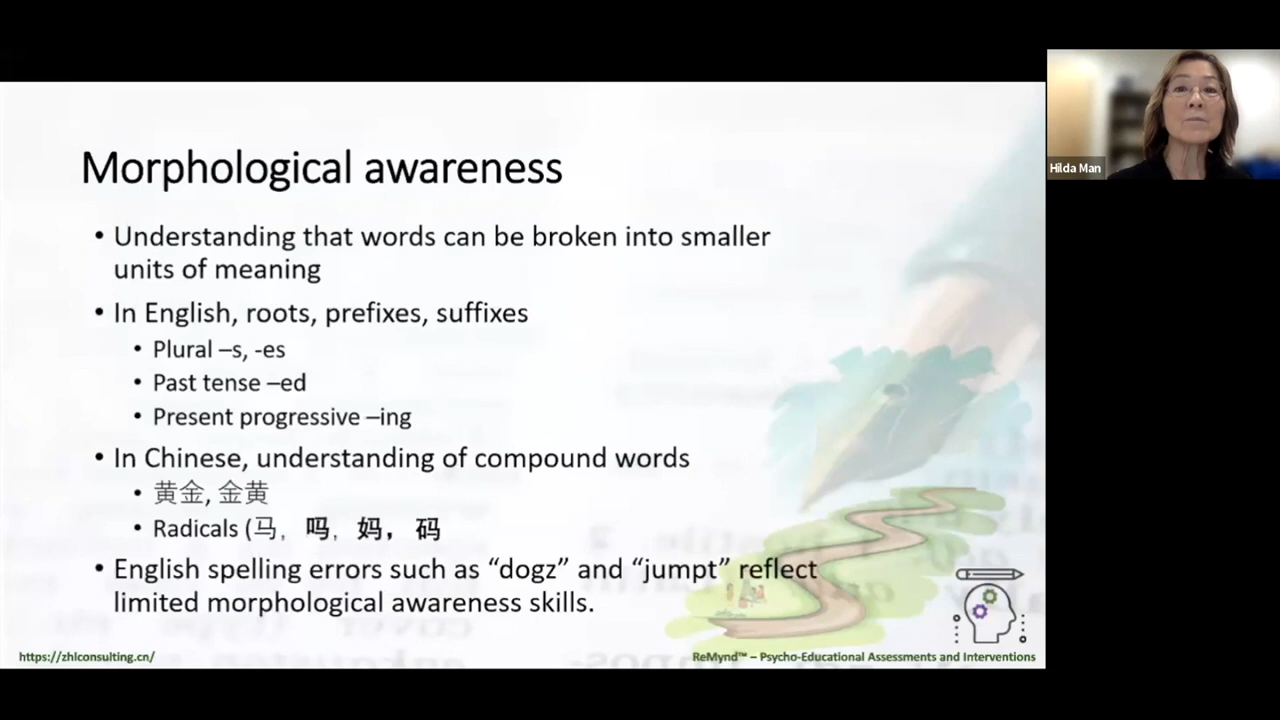 Morphological awareness
• Understanding that words can be broken into smaller
units of meaning
• In English, roots, prefixes, suffixes
• Plural –s, -es
• Past tense –ed
• Present progressive –ing
• In Chinese, understanding of compound words
• 黄金, 金黄
• Radicals (马, 吗, 妈, 码
• English spelling errors such as “dogz” and “jumpt” reflect
limited morphological awareness skills.
https://zhlconsulting.cn/
ReMynd™ – Psycho-Educational Assessments and Interventions
Hilda Man